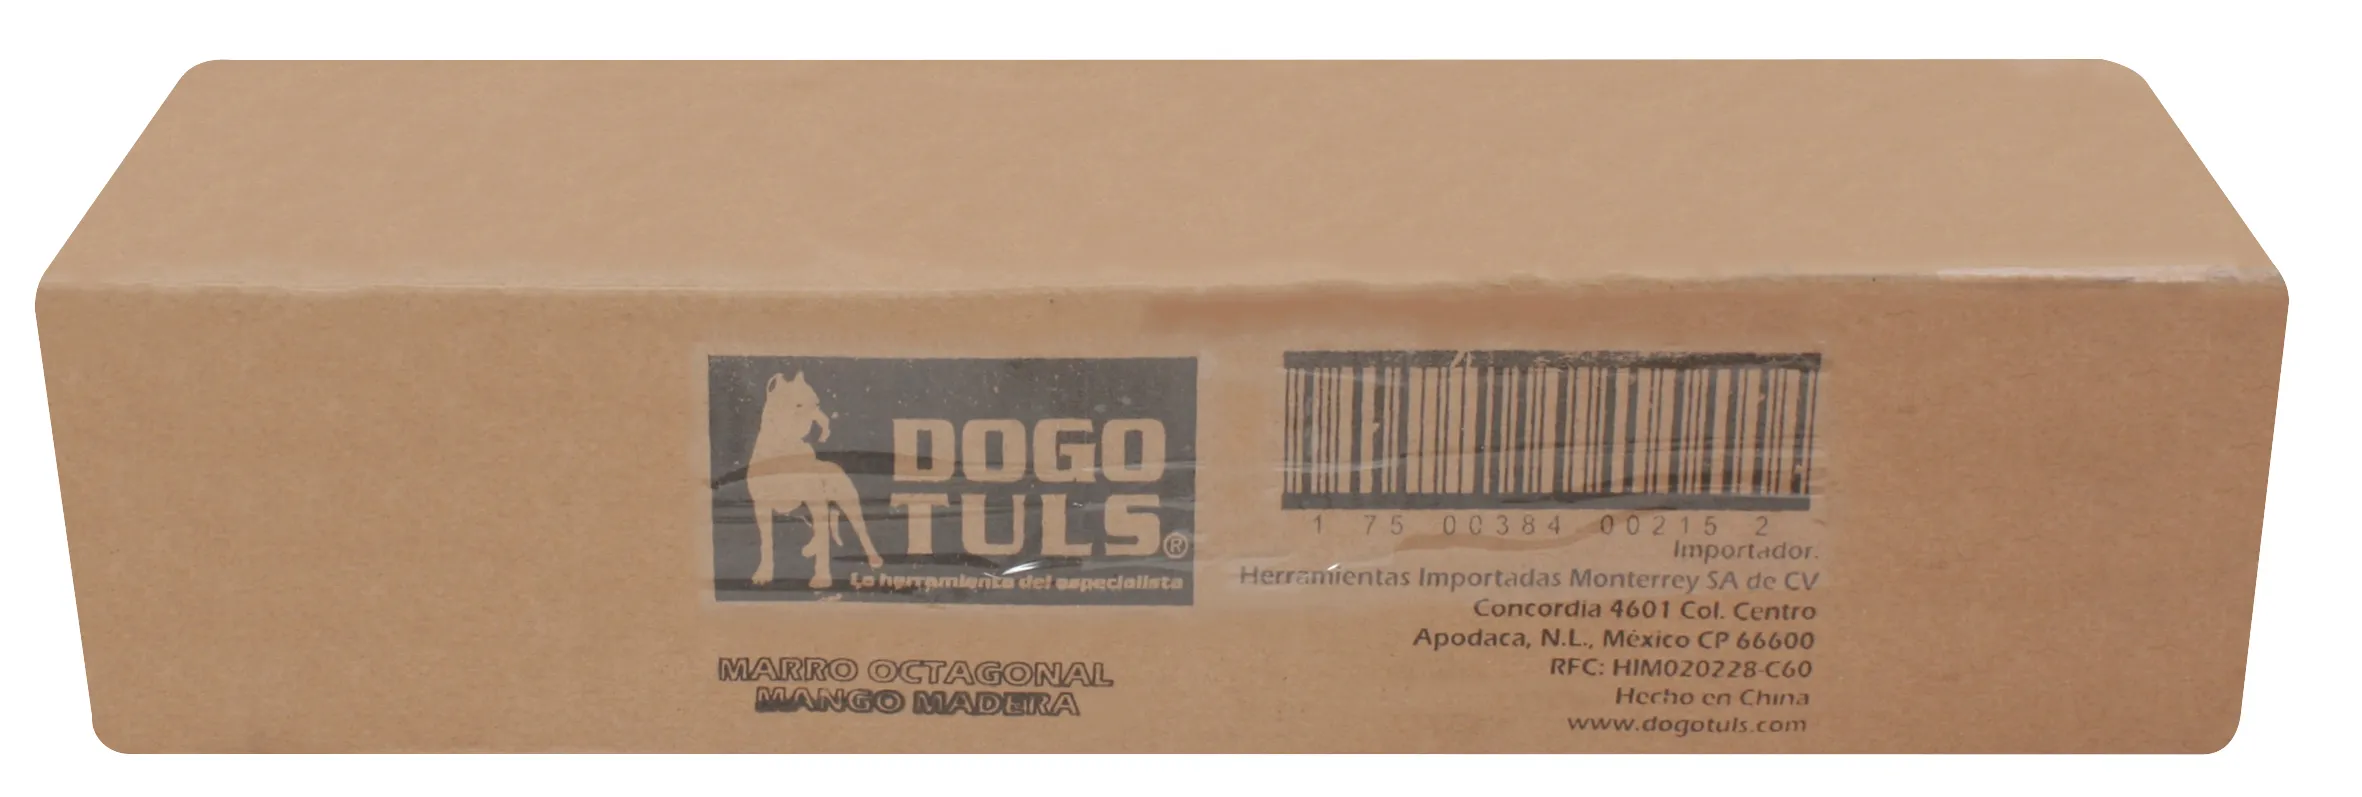 DOGO
TULS®
La herramienta del especialista
MARRO OCTAGONAL
MANGO MADERA
1 75 00384 00215 2
Importador.
Herramientas Importadas Monterrey SA de CV
Concordia 4601 Col. Centro
Apodaca, N.L., México CP 66600
RFC: HIM020228-C60
Hecho en China
www.dogotuls.com